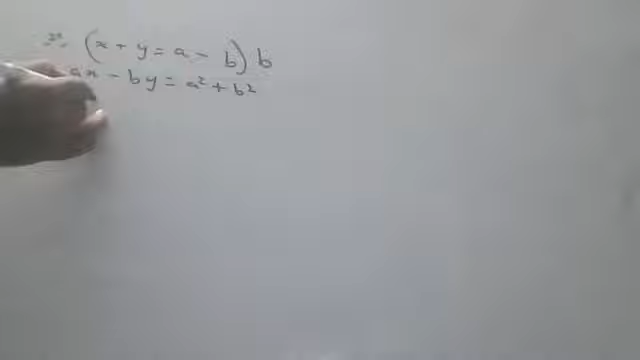 (x + y = a - b) b
ax - by = a² + b²